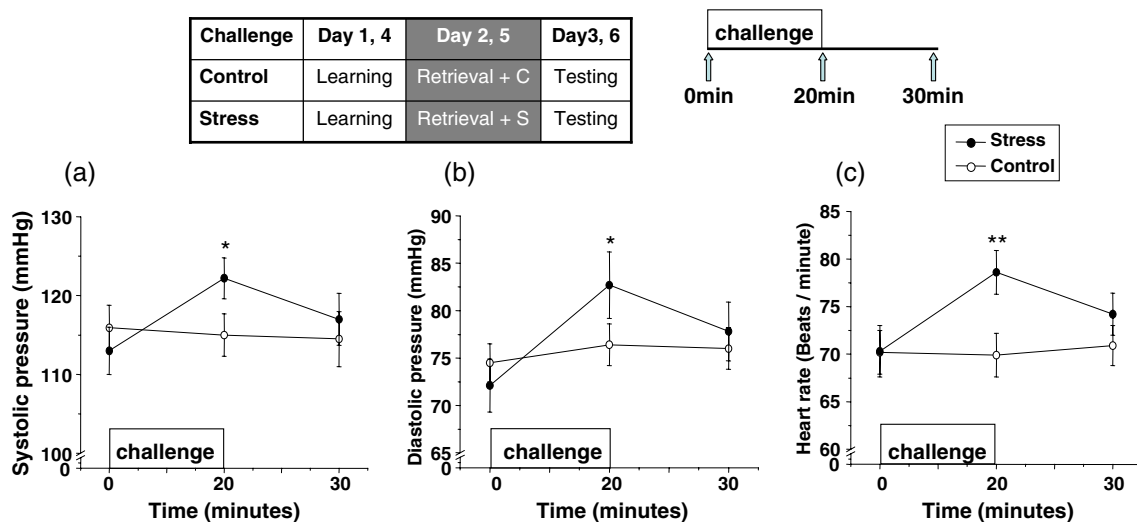 Challenge Day 1, 4 Day 2, 5 Day3, 6
Control Learning Retrieval + C Testing
Stress Learning Retrieval + S Testing
challenge
0min 20min 30min
Stress
Control
(a)
Systolic pressure (mmHg)
130
120
110
100
0
*
challenge
0 20 30
Time (minutes)
(b)
Diastolic pressure (mmHg)
90
85
80
75
70
65
0
*
challenge
0 20 30
Time (minutes)
(c)
Heart rate (Beats / minute)
85
80
75
70
65
60
0
**
challenge
0 20 30
Time (minutes)